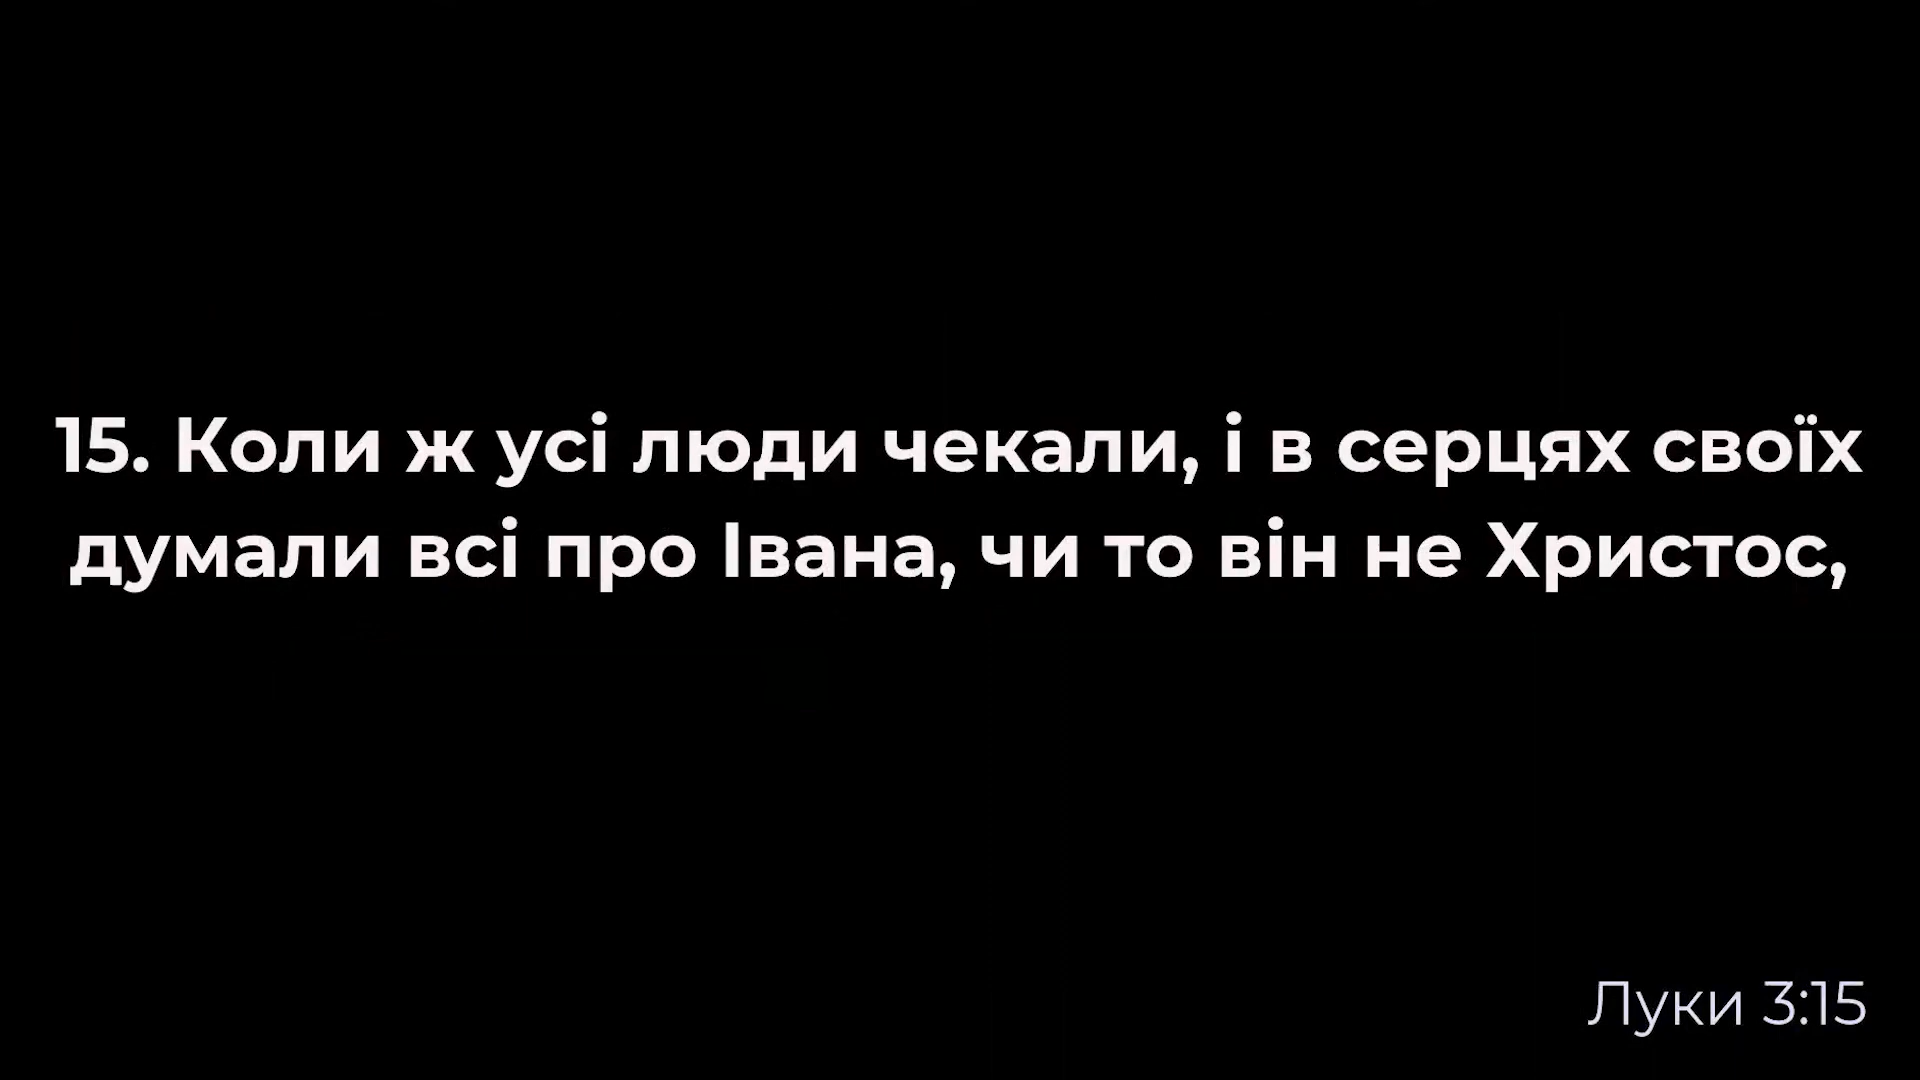 15. Коли ж усі люди чекали, і в серцях своїх
думали всі про Івана, чи то він не Христос,
Луки 3:15